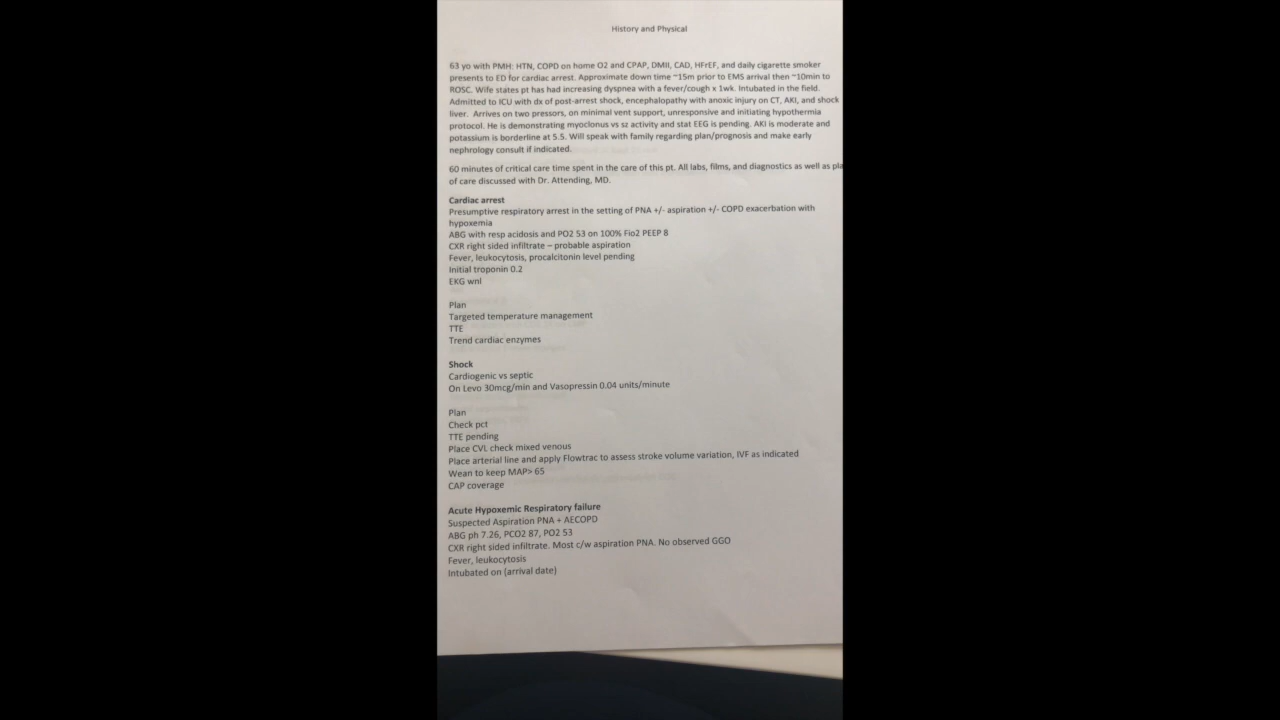 History and Physical
63 yo with PMH: HTN, COPD on home O2 and CPAP, DMII, CAD, HFrEF, and daily cigarette smoker
presents to ED for cardiac arrest. Approximate down time ~15m prior to EMS arrival then ~10min to
ROSC. Wife states pt has had increasing dyspnea with a fever/cough x 1wk. Intubated in the field.
Admitted to ICU with dx of post-arrest shock, encephalopathy with anoxic injury on CT, AKI, and shock
liver. Arrives on two pressors, on minimal vent support, unresponsive and initiating hypothermia
protocol. He is demonstrating myoclonus vs sz activity and stat EEG is pending. AKI is moderate and
potassium is borderline at 5.5. Will speak with family regarding plan/prognosis and make early
nephrology consult if indicated.
60 minutes of critical care time spent in the care of this pt. All labs, films, and diagnostics as well as pla
of care discussed with Dr. Attending, MD.
Cardiac arrest
Presumptive respiratory arrest in the setting of PNA +/- aspiration +/- COPD exacerbation with
hypoxemia
ABG with resp acidosis and PO2 53 on 100% Fio2 PEEP 8
CXR right sided infiltrate – probable aspiration
Fever, leukocytosis, procalcitonin level pending
Initial troponin 0.2
EKG wnl
Plan
Targeted temperature management
TTE
Trend cardiac enzymes
Shock
Cardiogenic vs septic
On Levo 30mcg/min and Vasopressin 0.04 units/minute
Plan
Check pct
TTE pending
Place CVL check mixed venous
Place arterial line and apply Flowtrac to assess stroke volume variation, IVF as indicated
Wean to keep MAP> 65
CAP coverage
Acute Hypoxemic Respiratory failure
Suspected Aspiration PNA + AECOPD
ABG ph 7.26, PCO2 87, PO2 53
CXR right sided infiltrate. Most c/w aspiration PNA. No observed GGO
Fever, leukocytosis
Intubated on (arrival date)